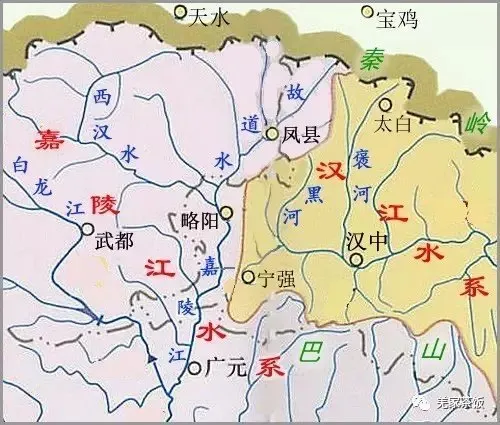 天水
宝鸡
秦岭
太白
西汉水
故道水
凤县
褒河
黑河
嘉陵江水系
汉江水系
白龙江
武都
略阳
汉中
宁强
嘉陵江
广元
巴山
羌家茶饭